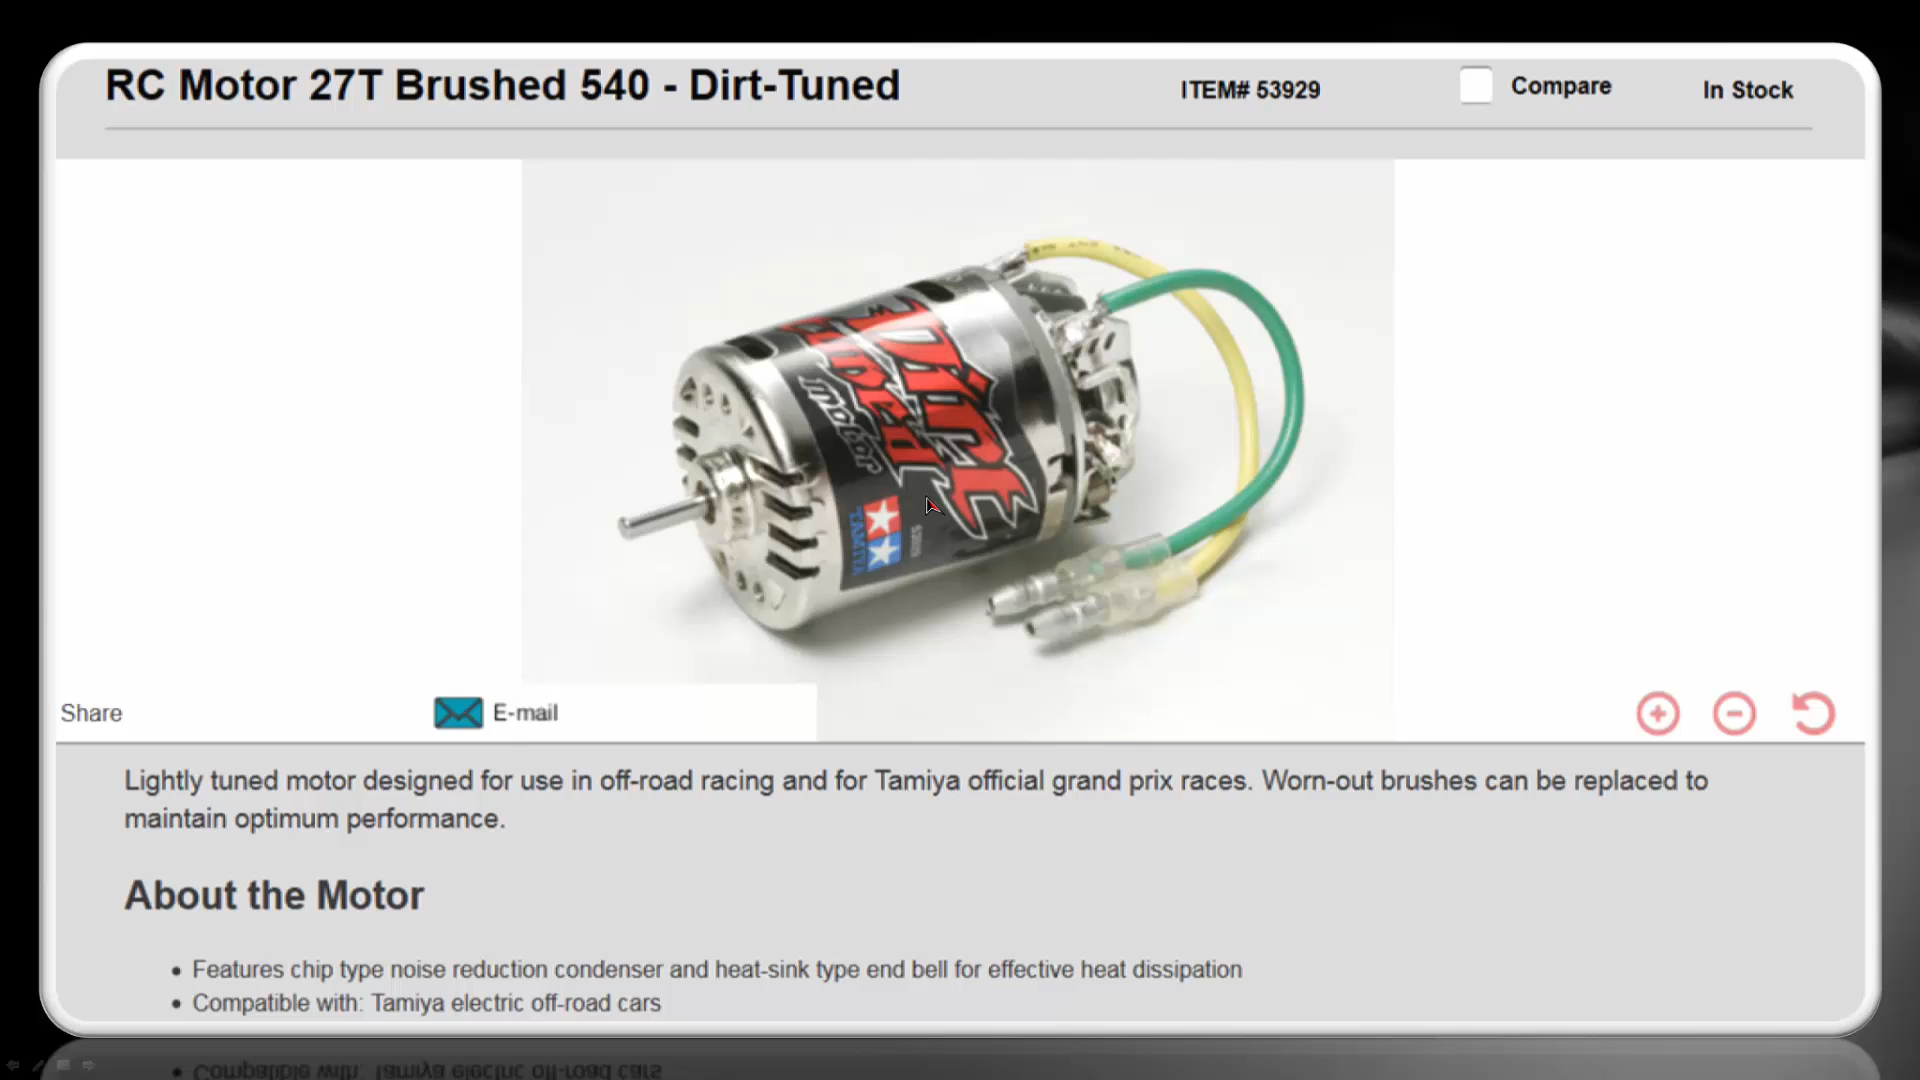 RC Motor 27T Brushed 540 - Dirt-Tuned
ITEM# 53929
Compare
In Stock
Dirt
Tuned
motor
TAMIYA
Share
E-mail
Lightly tuned motor designed for use in off-road racing and for Tamiya official grand prix races. Worn-out brushes can be replaced to
maintain optimum performance.
About the Motor
• Features chip type noise reduction condenser and heat-sink type end bell for effective heat dissipation
• Compatible with: Tamiya electric off-road cars